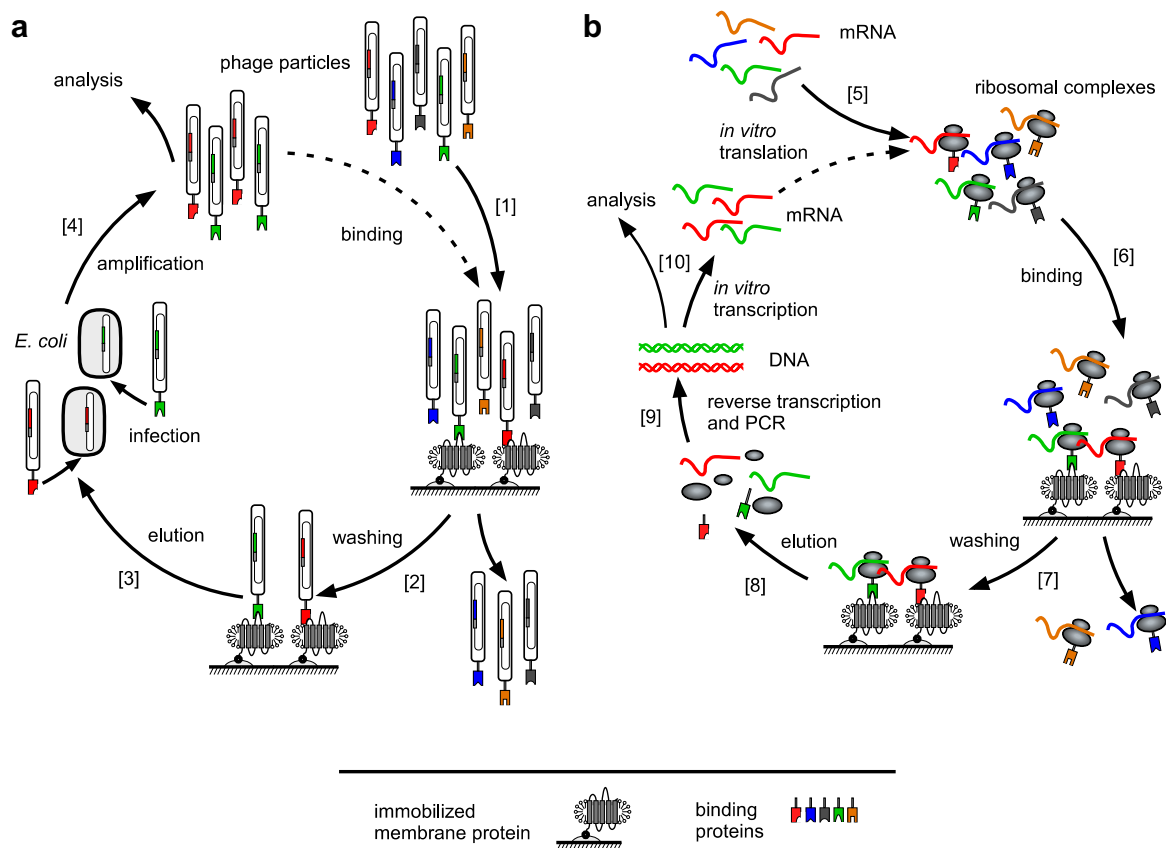 a
phage particles
analysis
[1]
binding
[4]
amplification
E. coli
infection
elution
[3]
washing
[2]
b
mRNA
[5]
ribosomal complexes
in vitro
translation
analysis
mRNA
[10]
in vitro
transcription
[6]
binding
DNA
[9]
reverse transcription
and PCR
elution
[8]
washing
[7]
immobilized
membrane protein
binding
proteins